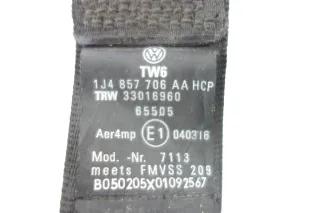 TW6
1J4 857 706 AA HCP
TRW 33016960
65505
Aer4mp E1 040316
Mod. -Nr. 7113
meets FMVSS 209
B050205X01092567